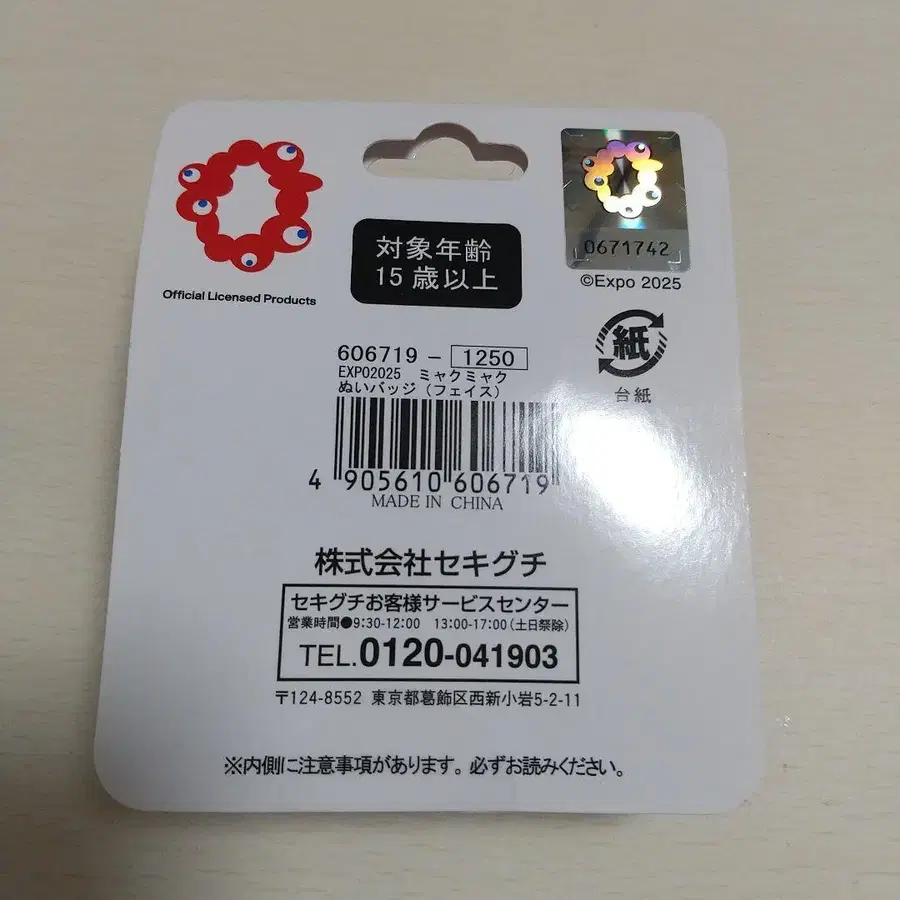 Official Licensed Products
対象年齢
15歳以上
0671742
©Expo 2025
紙
台紙
606719 - 1250
EXPO2025 ミャクミャク
ぬいバッジ（フェイス）
4 905610 606719
MADE IN CHINA
株式会社セキグチ
セキグチお客様サービスセンター
営業時間●9:30-12:00 13:00-17:00（土日祭除）
TEL.0120-041903
〒124-8552 東京都葛飾区西新小岩5-2-11
※内側に注意事項があります。必ずお読みください。